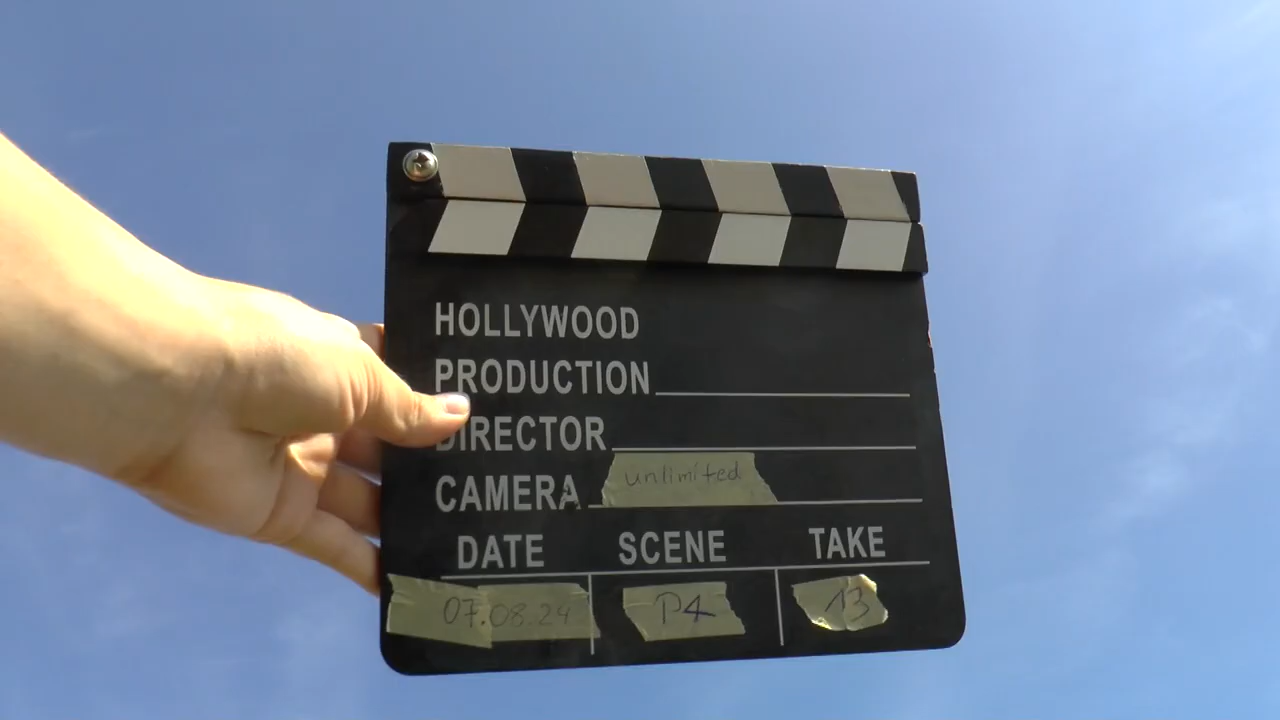 HOLLYWOOD
PRODUCTION
DIRECTOR
CAMERA unlimited
DATE SCENE TAKE
07.08.24 P4 13